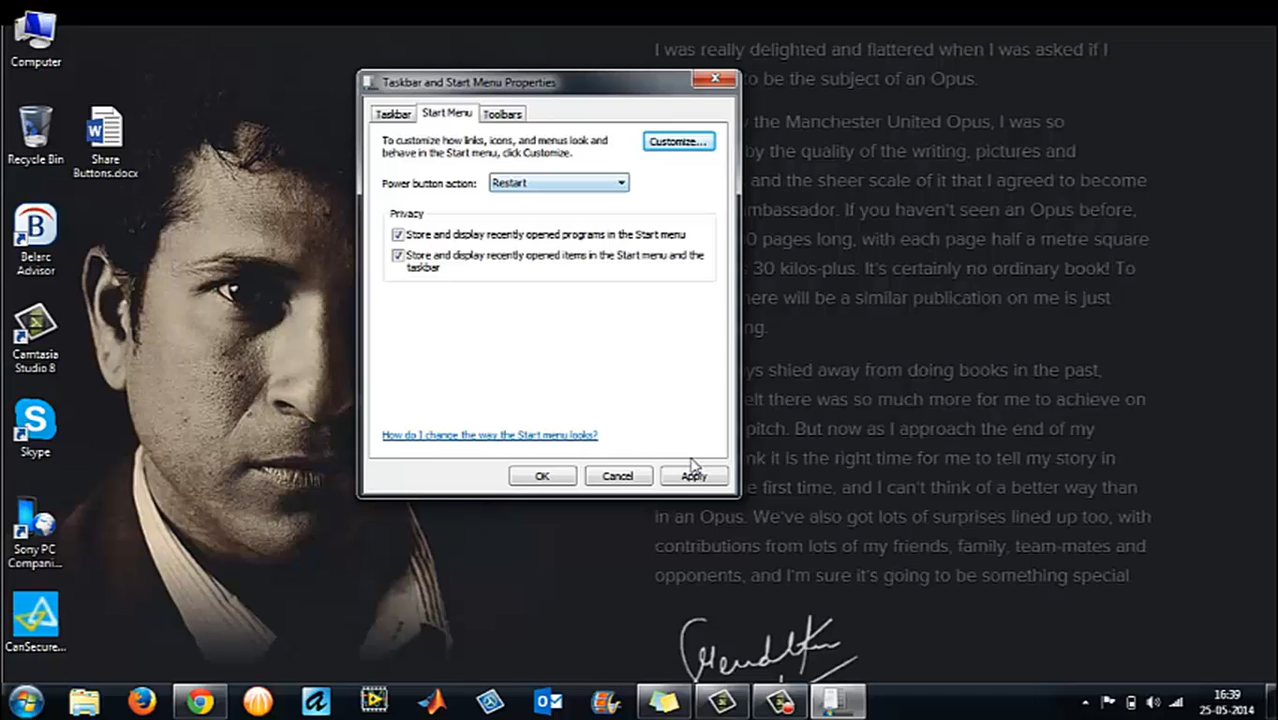 Computer
Recycle Bin
Share
Buttons.docx
Belarc
Advisor
Camtasia
Studio 8
Skype
Sony PC
Compani...
CanSecure...
Taskbar and Start Menu Properties
Taskbar
Start Menu
Toolbars
To customize how links, icons, and menus look and
behave in the Start menu, click Customize.
Customize...
Power button action:
Restart
Privacy
Store and display recently opened programs in the Start menu
Store and display recently opened items in the Start menu and the
taskbar
How do I change the way the Start menu looks?
OK
Cancel
Apply
I was really delighted and flattered when I was asked if I
to be the subject of an Opus.
the Manchester United Opus, I was so
by the quality of the writing, pictures and
and the sheer scale of it that I agreed to become
. If you haven't seen an Opus before,
pages long, with each page half a metre square
30 kilos-plus. It's certainly no ordinary book! To
there will be a similar publication on me is just
shied away from doing books in the past,
there was so much more for me to achieve on
pitch. But now as I approach the end of my
it is the right time for me to tell my story in
first time, and I can't think of a better way than
in an Opus. We've also got lots of surprises lined up too, with
contributions from lots of my friends, family, team-mates and
opponents, and I'm sure it's going to be something special
16:39
25-05-2014